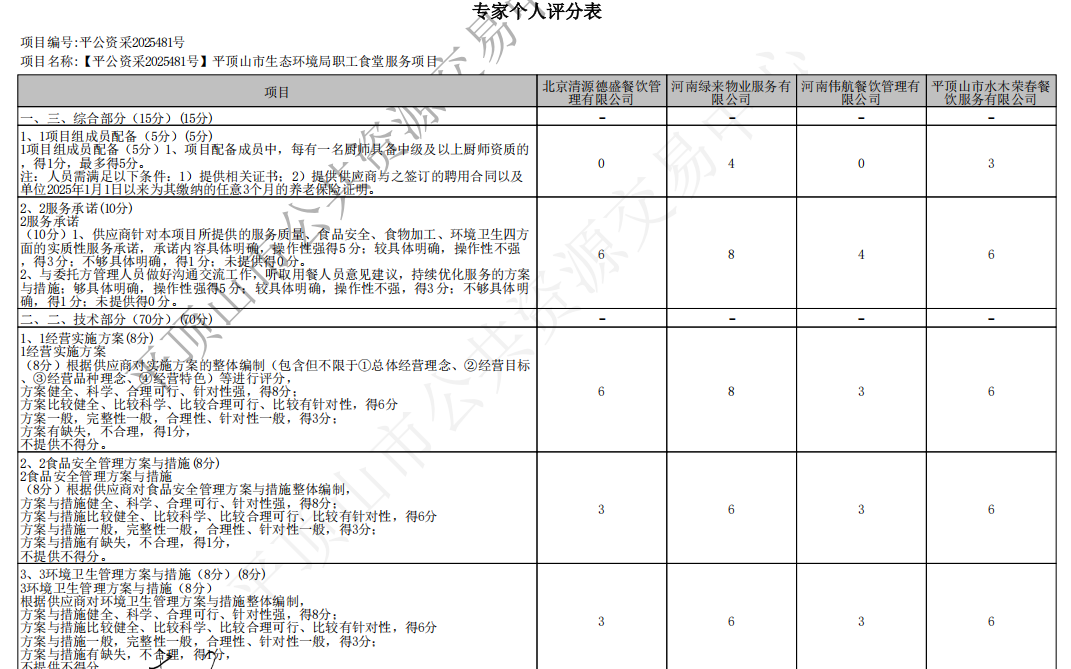 专家个人评分表
项目编号:平公资采2025481号
项目名称:【平公资采2025481号】平顶山市生态环境局职工食堂服务项目
项目
北京清源德盛餐饮管
理有限公司
河南绿来物业服务有
限公司
河南伟航餐饮管理有
限公司
平顶山市水木荣春餐
饮服务有限公司
一、三、综合部分（15分）(15分) - - - -
1、1项目组成员配备（5分）(5分)
1项目组成员配备（5分）1、项目配备成员中，每有一名厨师具备中级及以上厨师资质的
，得1分，最多得5分。
注：人员需满足以下条件：1）提供相关证书；2）提供供应商与之签订的聘用合同以及
单位2025年1月1日以来为其缴纳的任意3个月的养老保险证明。
0 4 0 3
2、2服务承诺(10分)
2服务承诺
（10分）1、供应商针对本项目所提供的服务质量、食品安全、食物加工、环境卫生四方
面的实质性服务承诺，承诺内容具体明确，操作性强得5分；较具体明确，操作性不强
，得3分；不够具体明确，得1分；未提供得0分。
2、与委托方管理人员做好沟通交流工作，听取用餐人员意见建议，持续优化服务的方案
与措施；够具体明确，操作性强得5分；较具体明确，操作性不强，得3分；不够具体明
确，得1分；未提供得0分。
6 8 4 6
二、二、技术部分（70分）(70分) - - - -
1、1经营实施方案(8分)
1经营实施方案
（8分）根据供应商对实施方案的整体编制（包含但不限于①总体经营理念、②经营目标
、③经营品种理念、④经营特色）等进行评分，
方案健全、科学、合理可行、针对性强，得8分；
方案比较健全、比较科学、比较合理可行、比较有针对性，得6分
方案一般，完整性一般，合理性、针对性一般，得3分；
方案有缺失，不合理，得1分，
不提供不得分。
6 8 3 6
2、2食品安全管理方案与措施(8分)
2食品安全管理方案与措施
（8分）根据供应商对食品安全管理方案与措施整体编制，
方案与措施健全、科学、合理可行、针对性强，得8分；
方案与措施比较健全、比较科学、比较合理可行、比较有针对性，得6分
方案与措施一般，完整性一般，合理性、针对性一般，得3分；
方案与措施有缺失，不合理，得1分，
不提供不得分。
3 6 3 6
3、3环境卫生管理方案与措施（8分）(8分)
3环境卫生管理方案与措施（8分）
根据供应商对环境卫生管理方案与措施整体编制，
方案与措施健全、科学、合理可行、针对性强，得8分；
方案与措施比较健全、比较科学、比较合理可行、比较有针对性，得6分
方案与措施一般，完整性一般、合理性、针对性一般，得3分；
方案与措施有缺失，不合理，得1分，
不提供不得分
3 6 3 6
平顶山市公共资源交易中
平顶山市公共资源交易中心